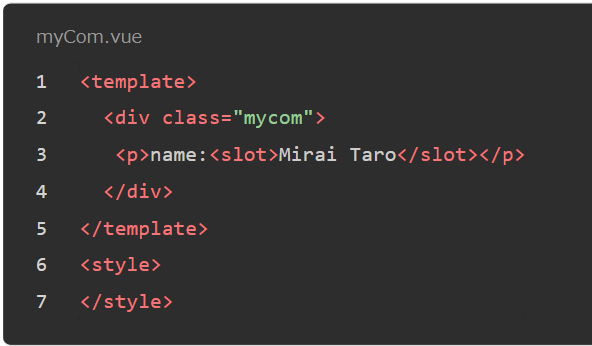 myCom.vue
1 <template>
2 <div class="mycom">
3 <p>name:<slot>Mirai Taro</slot></p>
4 </div>
5 </template>
6 <style>
7 </style>